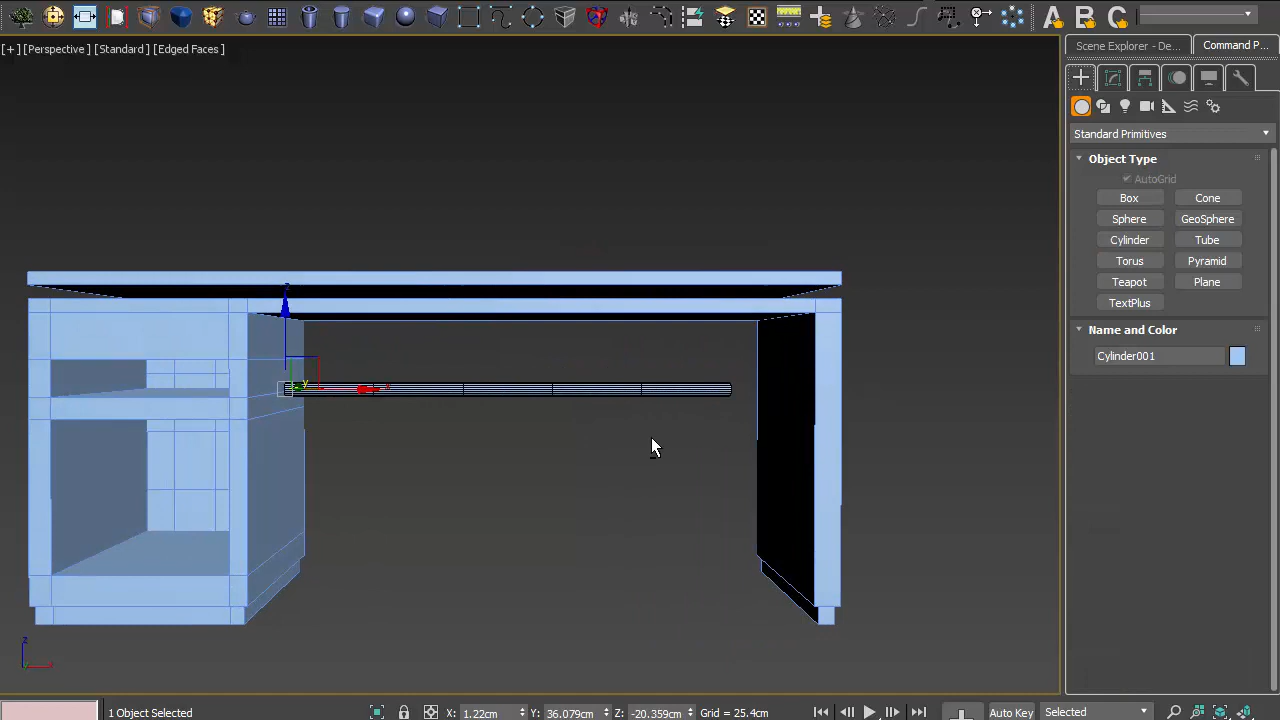 A B C
[+] [Perspective ] [Standard ] [Edged Faces ]
Scene Explorer - De...
Command P...
Standard Primitives
Object Type
AutoGrid
Box
Cone
Sphere
GeoSphere
Cylinder
Tube
Torus
Pyramid
Teapot
Plane
TextPlus
Name and Color
Cylinder001
z
y
x
z
x
1 Object Selected
X: 1.22cm
Y: 36.079cm
Z: -20.359cm
Grid = 25.4cm
Auto Key
Selected